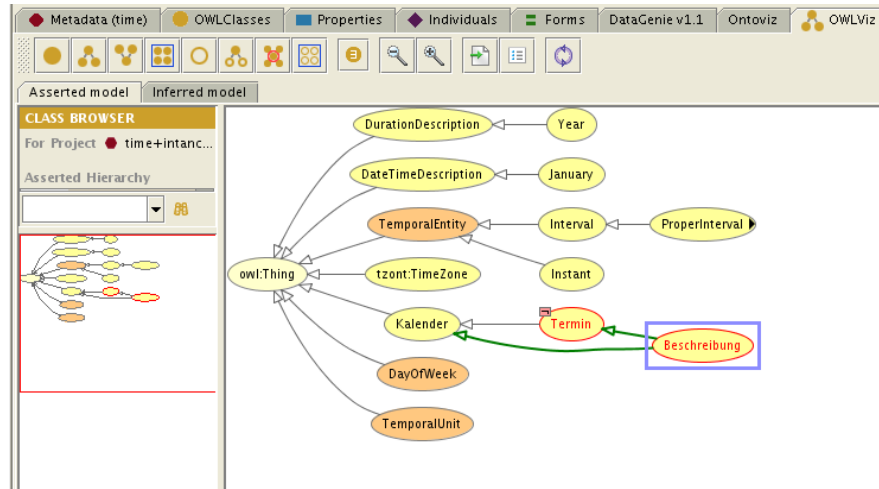 Metadata (time) OWLClasses Properties Individuals Forms DataGenie v1.1 Ontoviz OWLViz
Asserted model Inferred model
CLASS BROWSER
For Project time+intanc...
Asserted Hierarchy
DurationDescription Year
DateTimeDescription January
TemporalEntity Interval ProperInterval
owl:Thing tzont:TimeZone Instant
Kalender Termin
Beschreibung
DayOfWeek
TemporalUnit